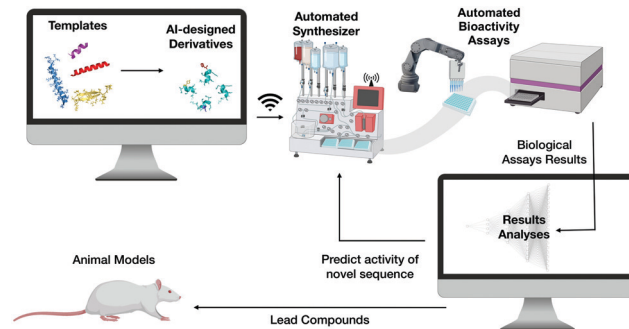 Templates
AI-designed
Derivatives
Automated
Synthesizer
Automated
Bioactivity
Assays
Biological
Assays Results
Results
Analyses
Predict activity of
novel sequence
Animal Models
Lead Compounds